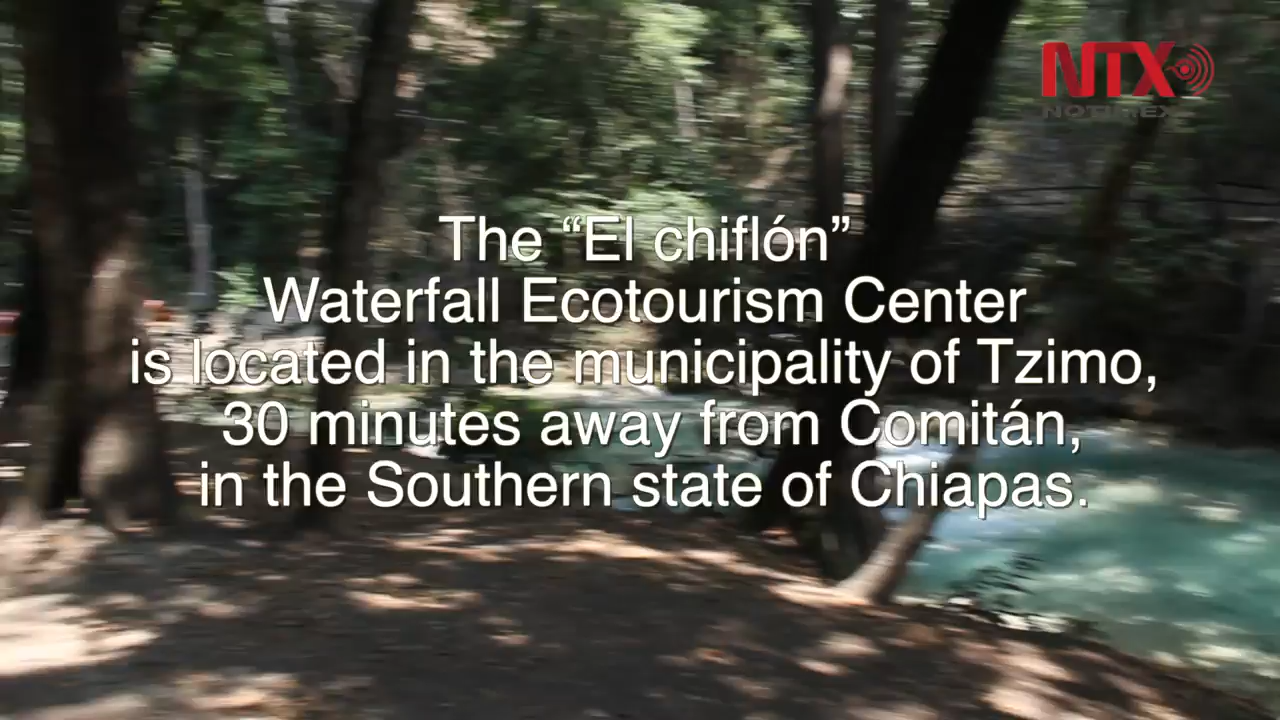 NTX
NOTIMEX
The “El chiflón”
Waterfall Ecotourism Center
is located in the municipality of Tzimo,
30 minutes away from Comitán,
in the Southern state of Chiapas.